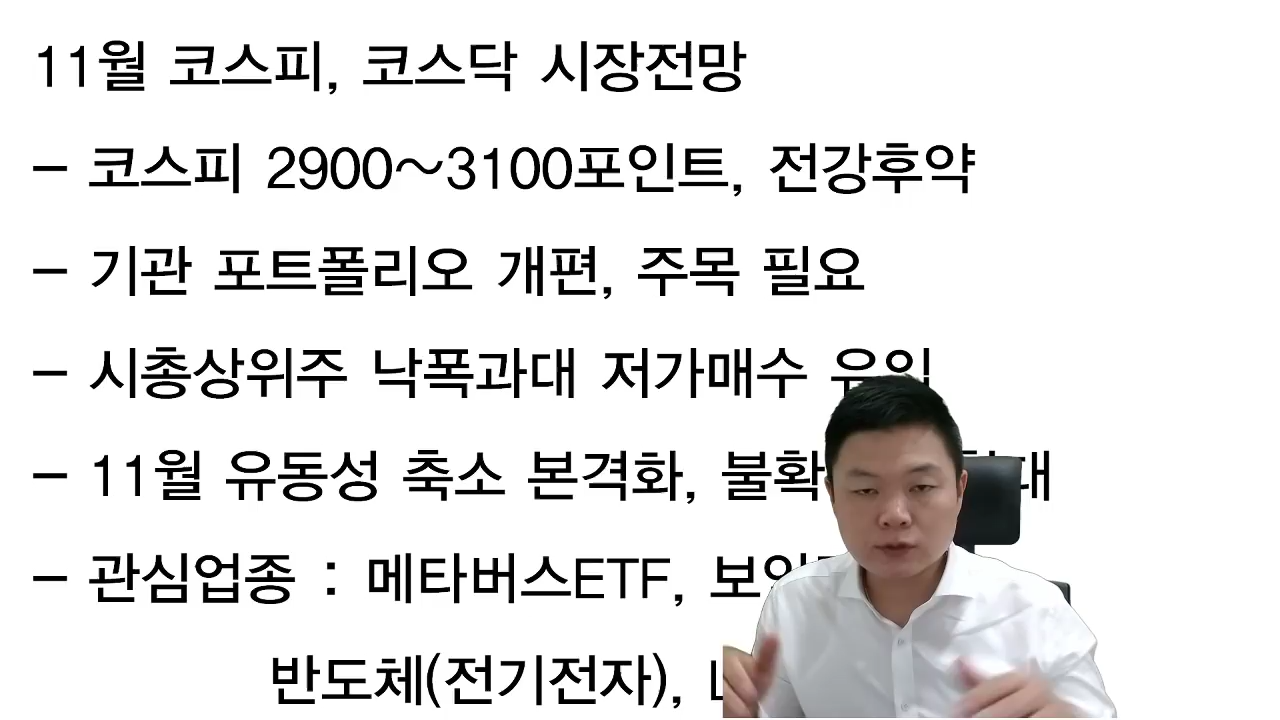 11월 코스피, 코스닥 시장전망
– 코스피 2900~3100포인트, 전강후약
– 기관 포트폴리오 개편, 주목 필요
– 시총상위주 낙폭과대 저가매수 유입
– 11월 유동성 축소 본격화,
– 관심업종 : 메타버스ETF,
반도체(전기전자),